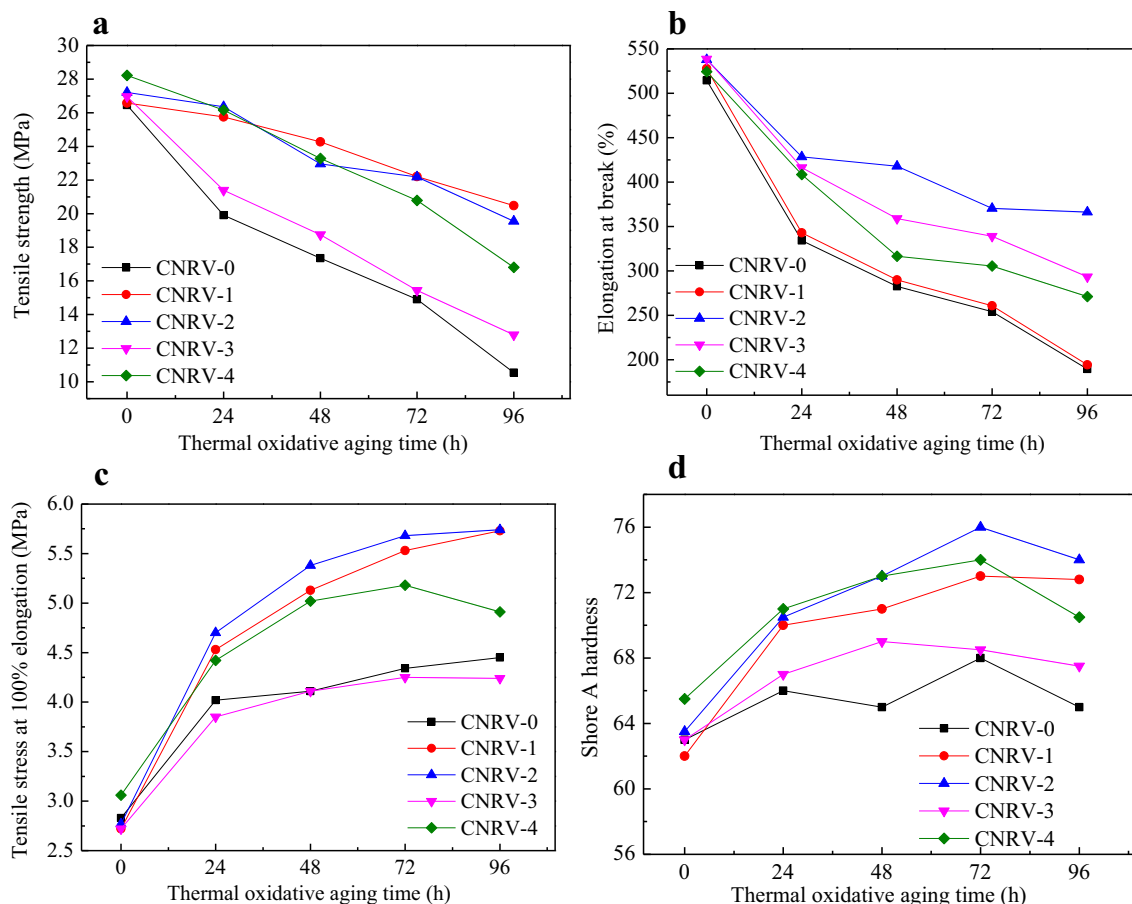 a
30
28
26
24
22
20
18
16
14
12
10
Tensile strength (MPa)
CNRV-0
CNRV-1
CNRV-2
CNRV-3
CNRV-4
0 24 48 72 96
Thermal oxidative aging time (h)
b
550
500
450
400
350
300
250
200
Elongation at break (%)
CNRV-0
CNRV-1
CNRV-2
CNRV-3
CNRV-4
0 24 48 72 96
Thermal oxidative aging time (h)
c
6.0
5.5
5.0
4.5
4.0
3.5
3.0
2.5
Tensile stress at 100% elongation (MPa)
CNRV-0
CNRV-1
CNRV-2
CNRV-3
CNRV-4
0 24 48 72 96
Thermal oxidative aging time (h)
d
76
72
68
64
60
56
Shore A hardness
CNRV-0
CNRV-1
CNRV-2
CNRV-3
CNRV-4
0 24 48 72 96
Thermal oxidative aging time (h)